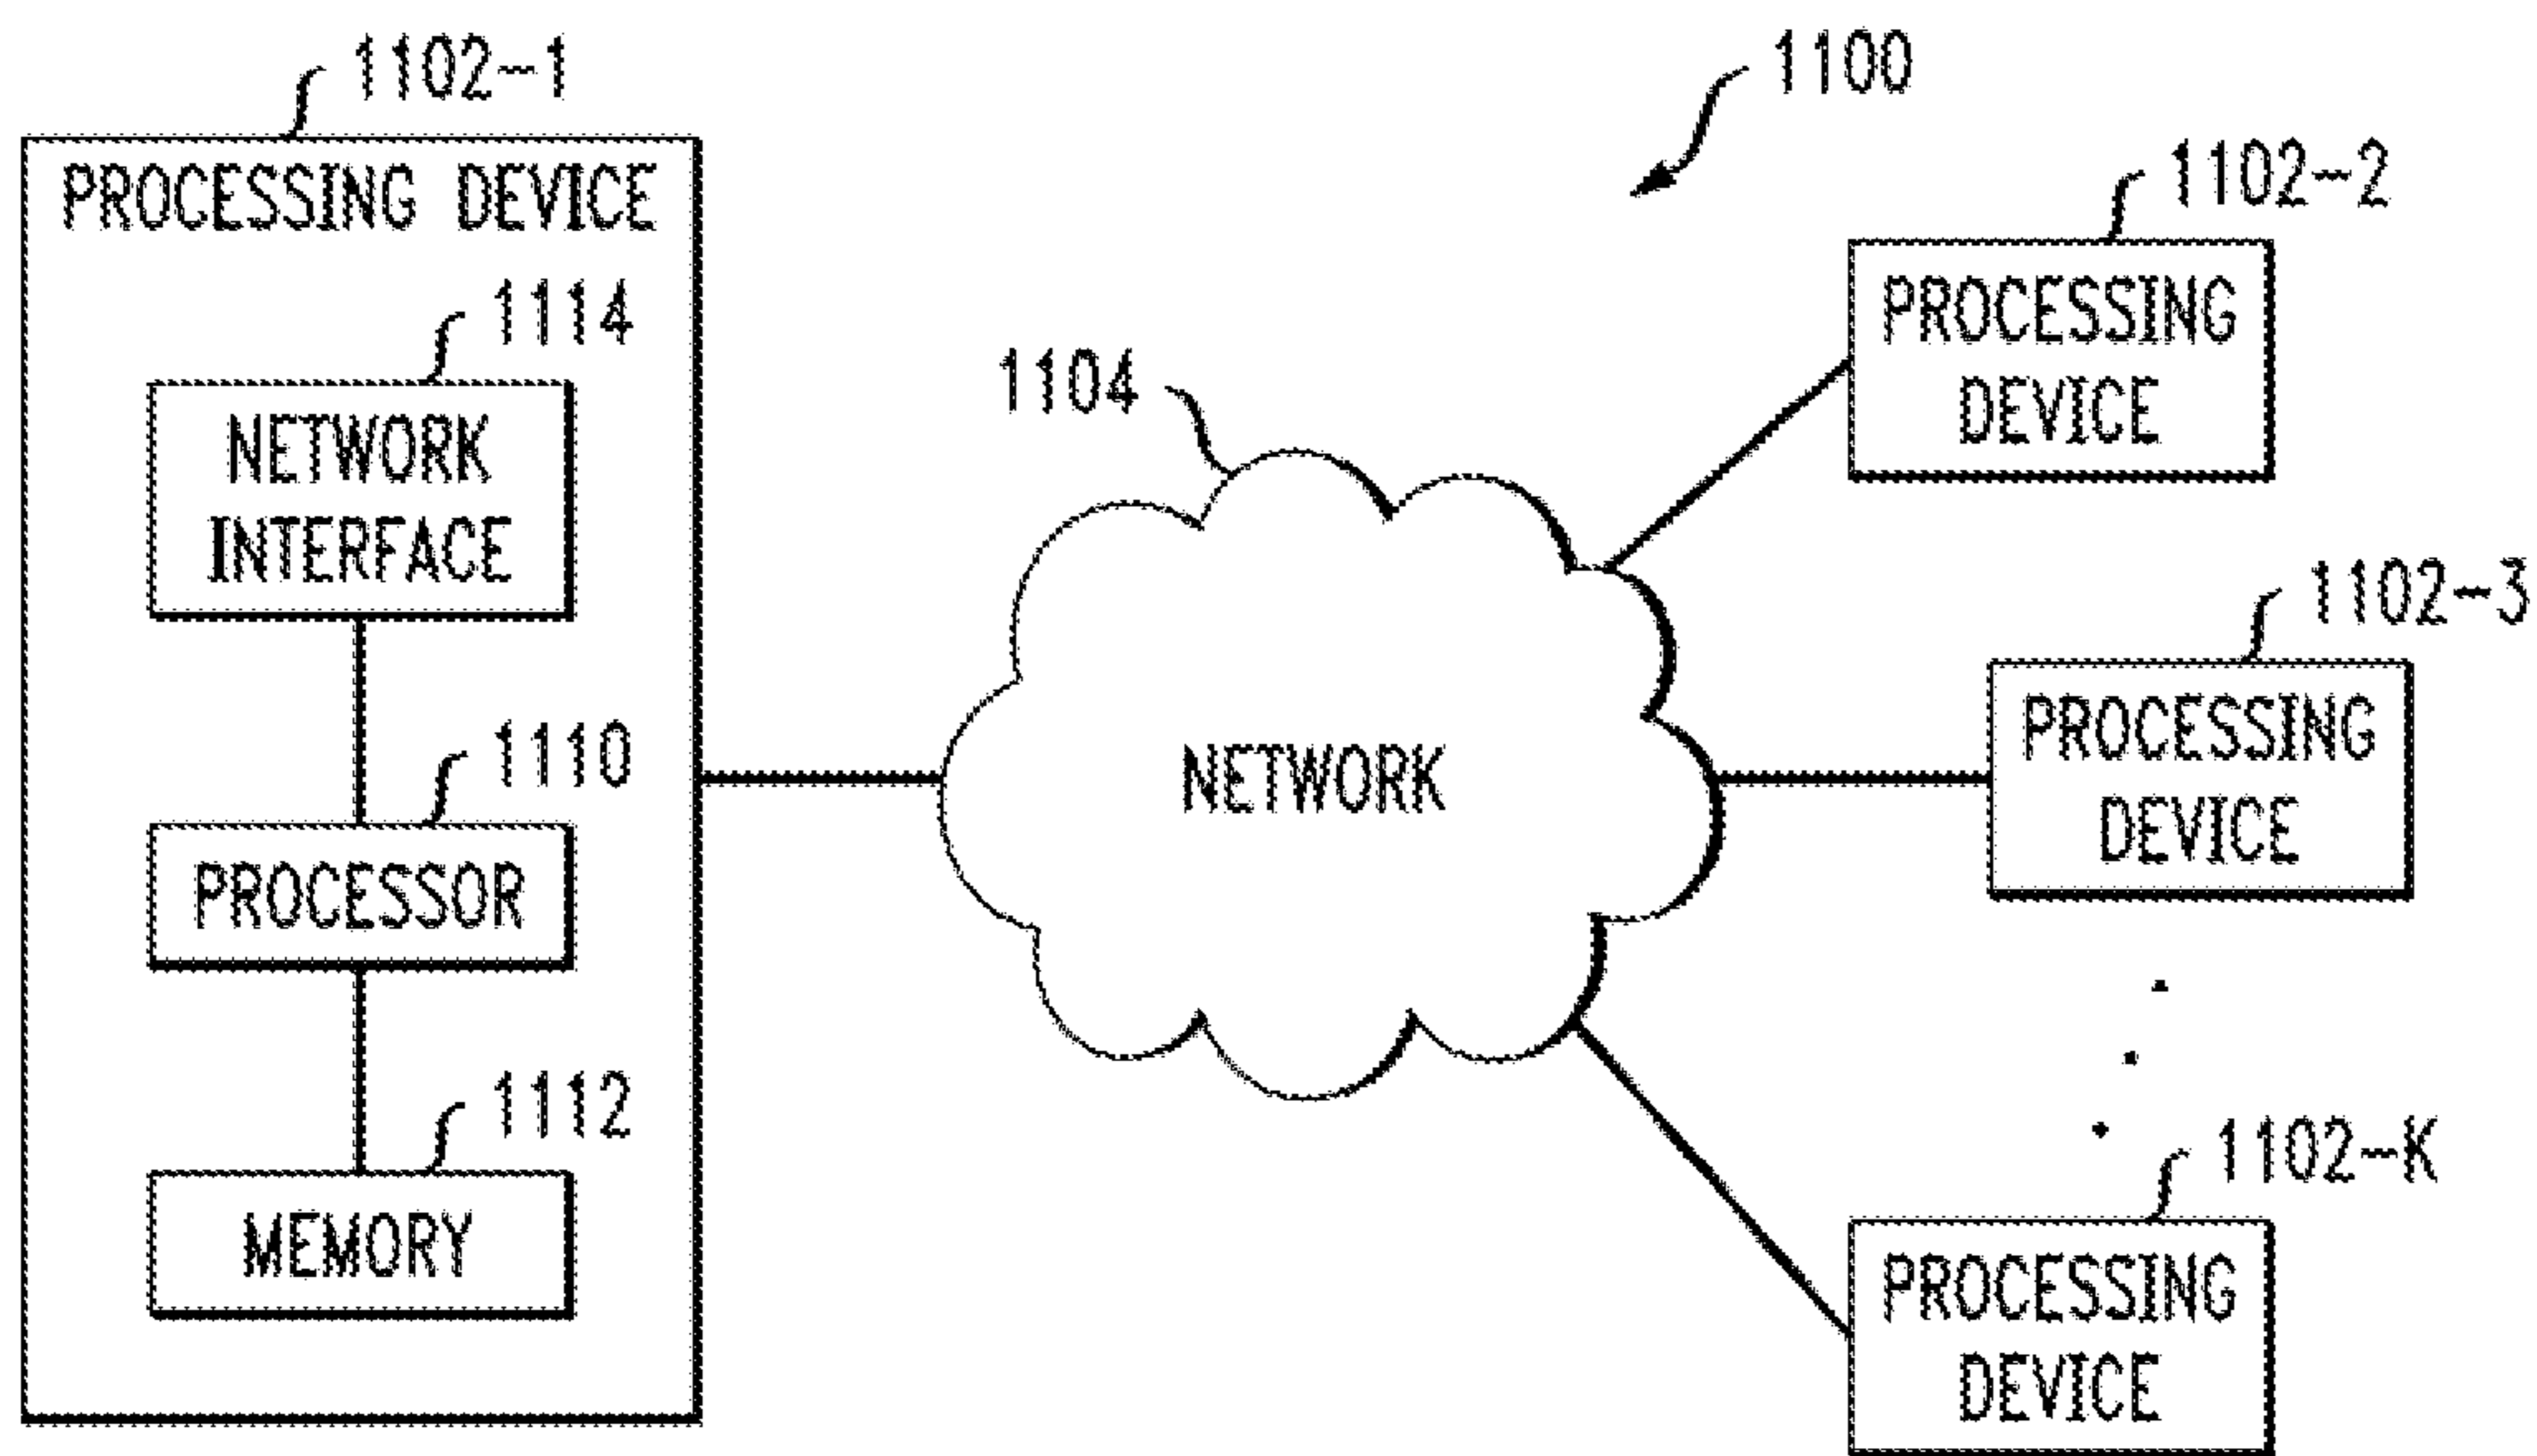 1102-1
PROCESSING DEVICE
1114
NETWORK
INTERFACE
1110
PROCESSOR
1112
MEMORY
1100
1104
NETWORK
1102-2
PROCESSING
DEVICE
1102-3
PROCESSING
DEVICE
1102-K
PROCESSING
DEVICE